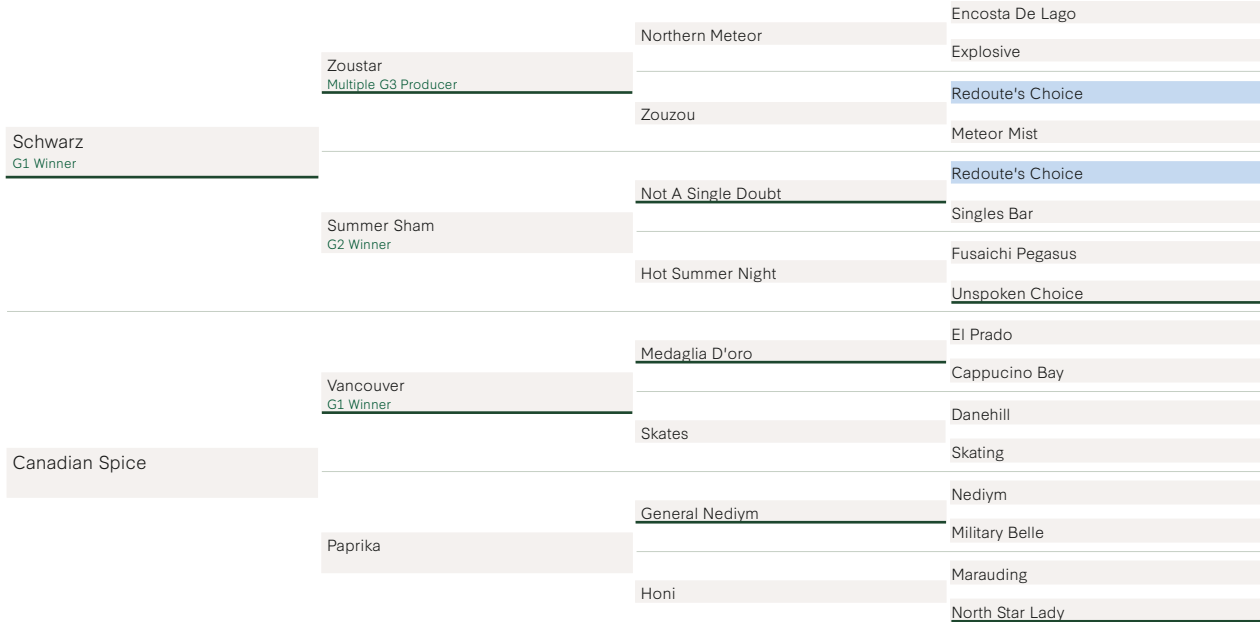 Schwarz
G1 Winner
Canadian Spice
Zoustar
Multiple G3 Producer
Summer Sham
G2 Winner
Vancouver
G1 Winner
Paprika
Northern Meteor
Zouzou
Not A Single Doubt
Hot Summer Night
Medaglia D'oro
Skates
General Nediym
Honi
Encosta De Lago
Explosive
Redoute's Choice
Meteor Mist
Redoute's Choice
Singles Bar
Fusaichi Pegasus
Unspoken Choice
El Prado
Cappucino Bay
Danehill
Skating
Nediym
Military Belle
Marauding
North Star Lady